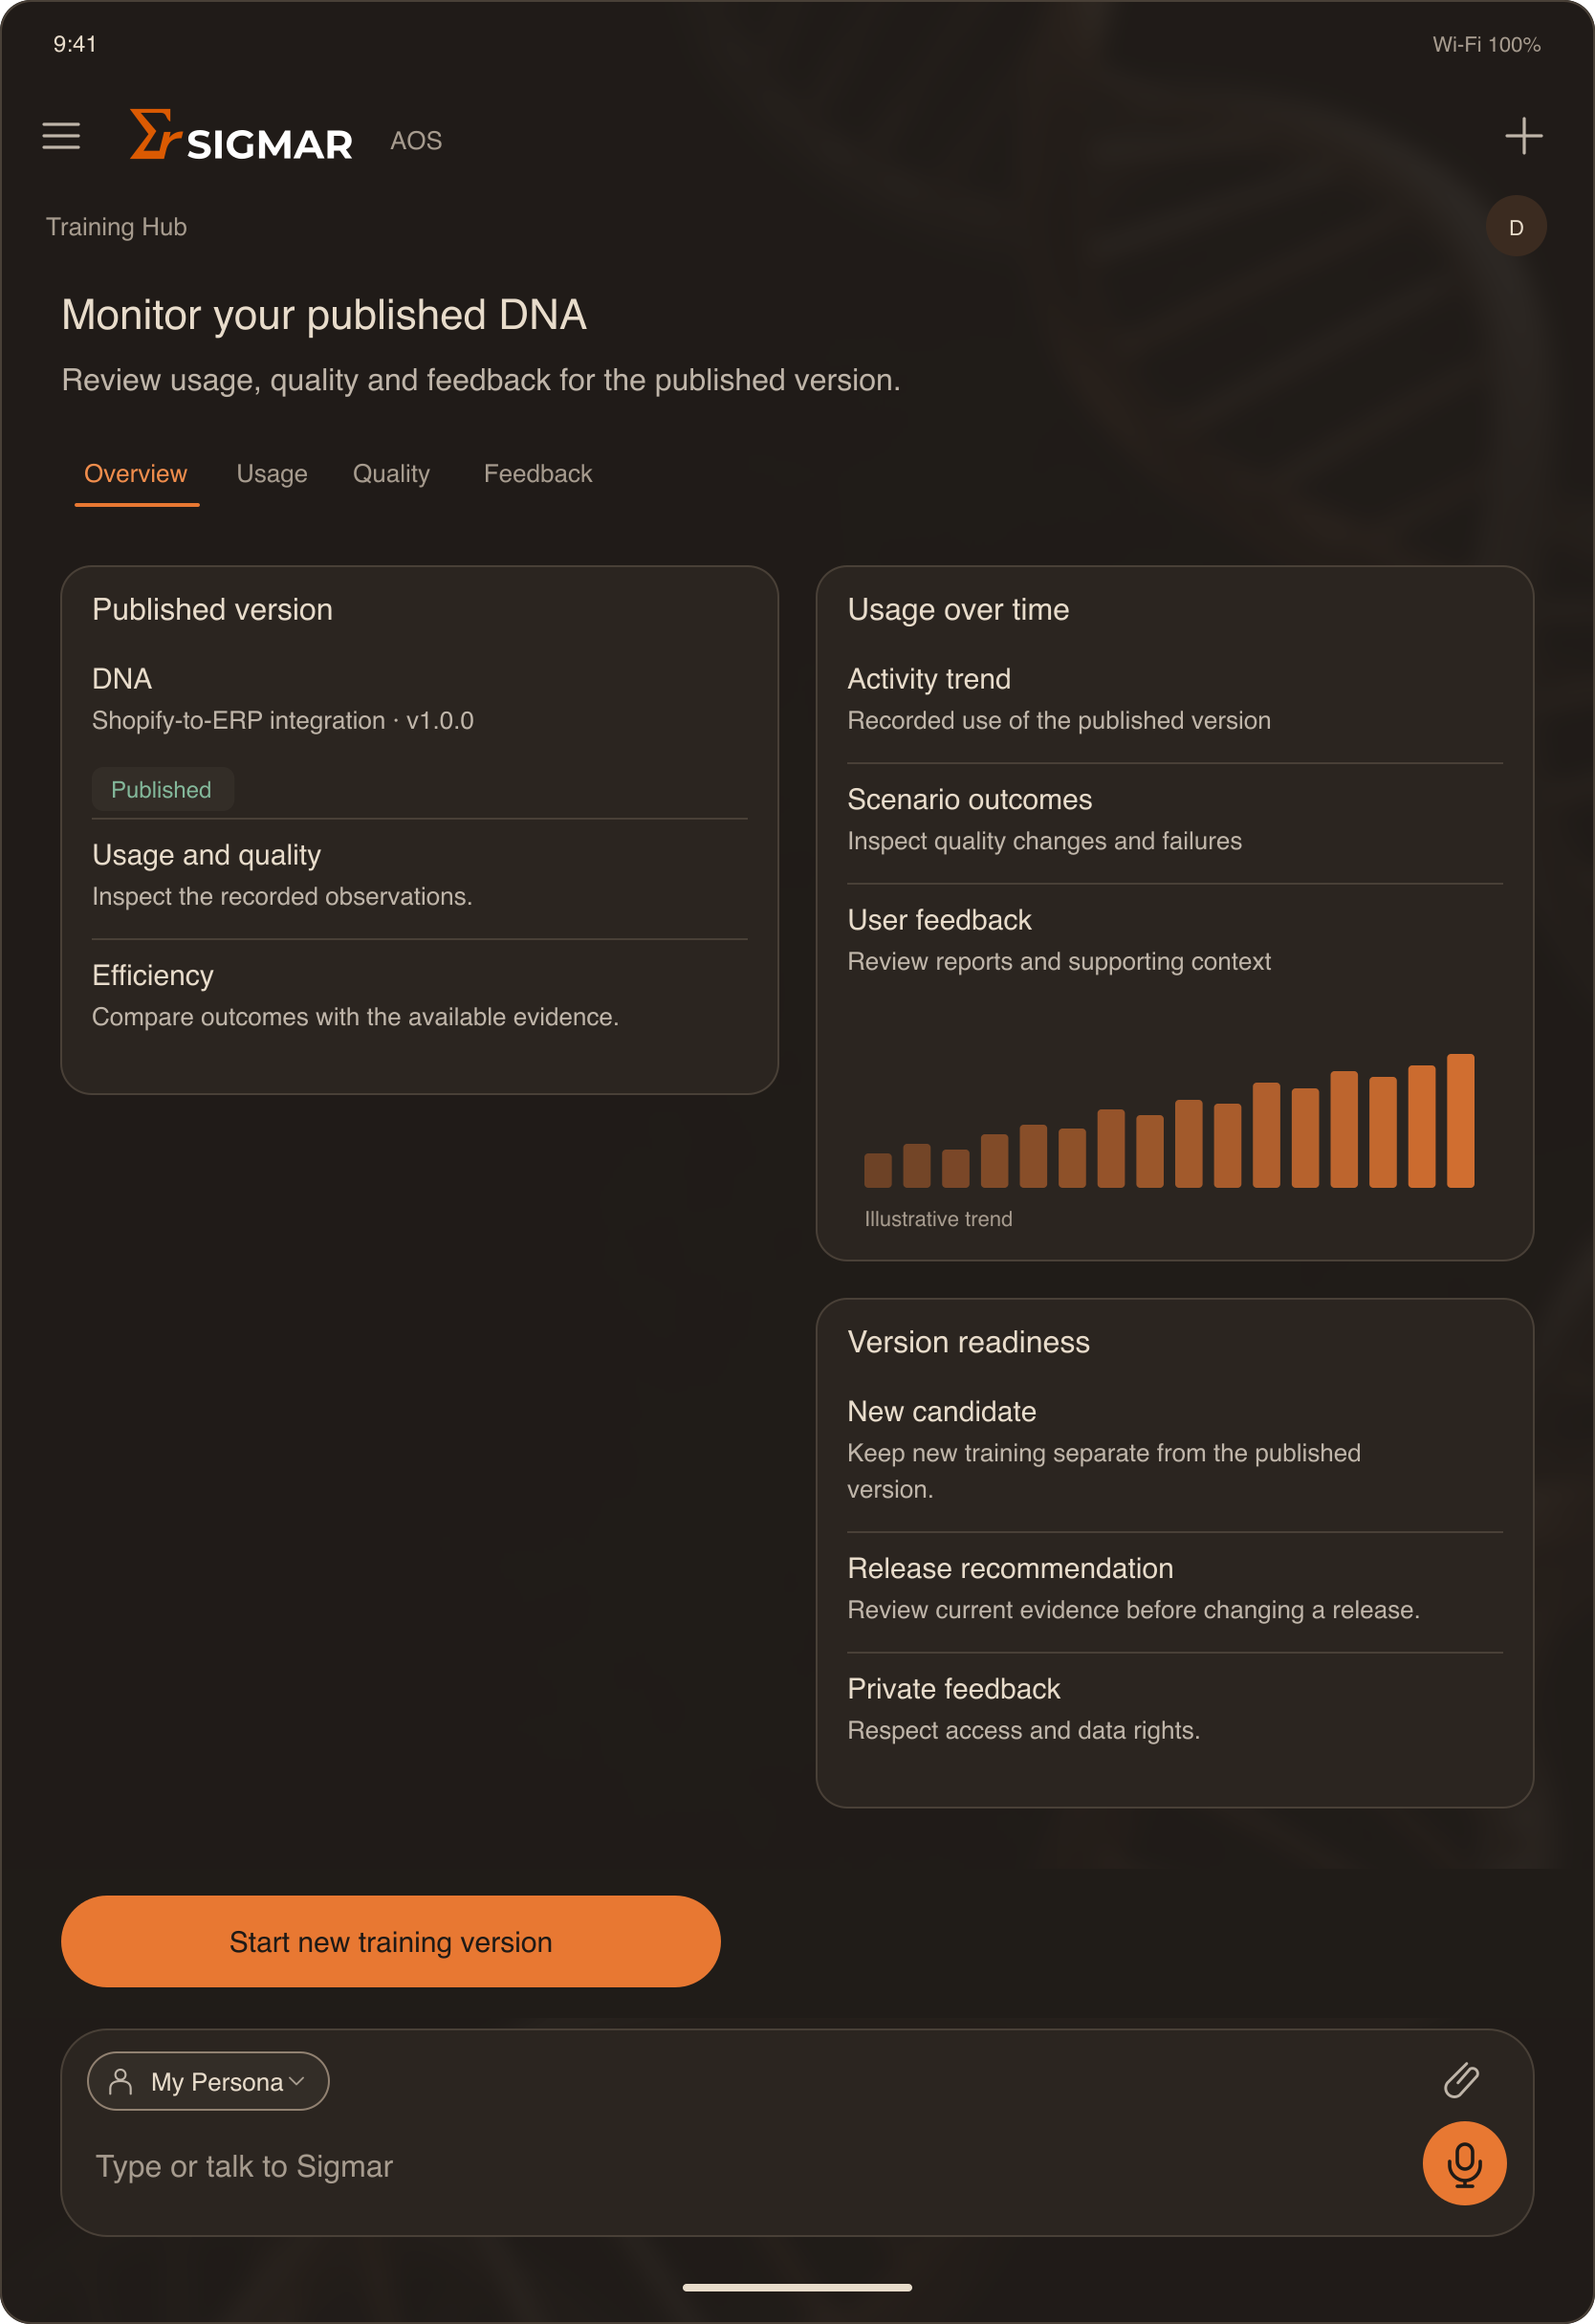 9:41
Wi-Fi 100%
Σr SIGMAR AOS
Training Hub
D
Monitor your published DNA
Review usage, quality and feedback for the published version.
Overview Usage Quality Feedback
Published version
DNA
Shopify-to-ERP integration · v1.0.0
Published
Usage and quality
Inspect the recorded observations.
Efficiency
Compare outcomes with the available evidence.
Usage over time
Activity trend
Recorded use of the published version
Scenario outcomes
Inspect quality changes and failures
User feedback
Review reports and supporting context
Illustrative trend
Version readiness
New candidate
Keep new training separate from the published
version.
Release recommendation
Review current evidence before changing a release.
Private feedback
Respect access and data rights.
Start new training version
My Persona
Type or talk to Sigmar